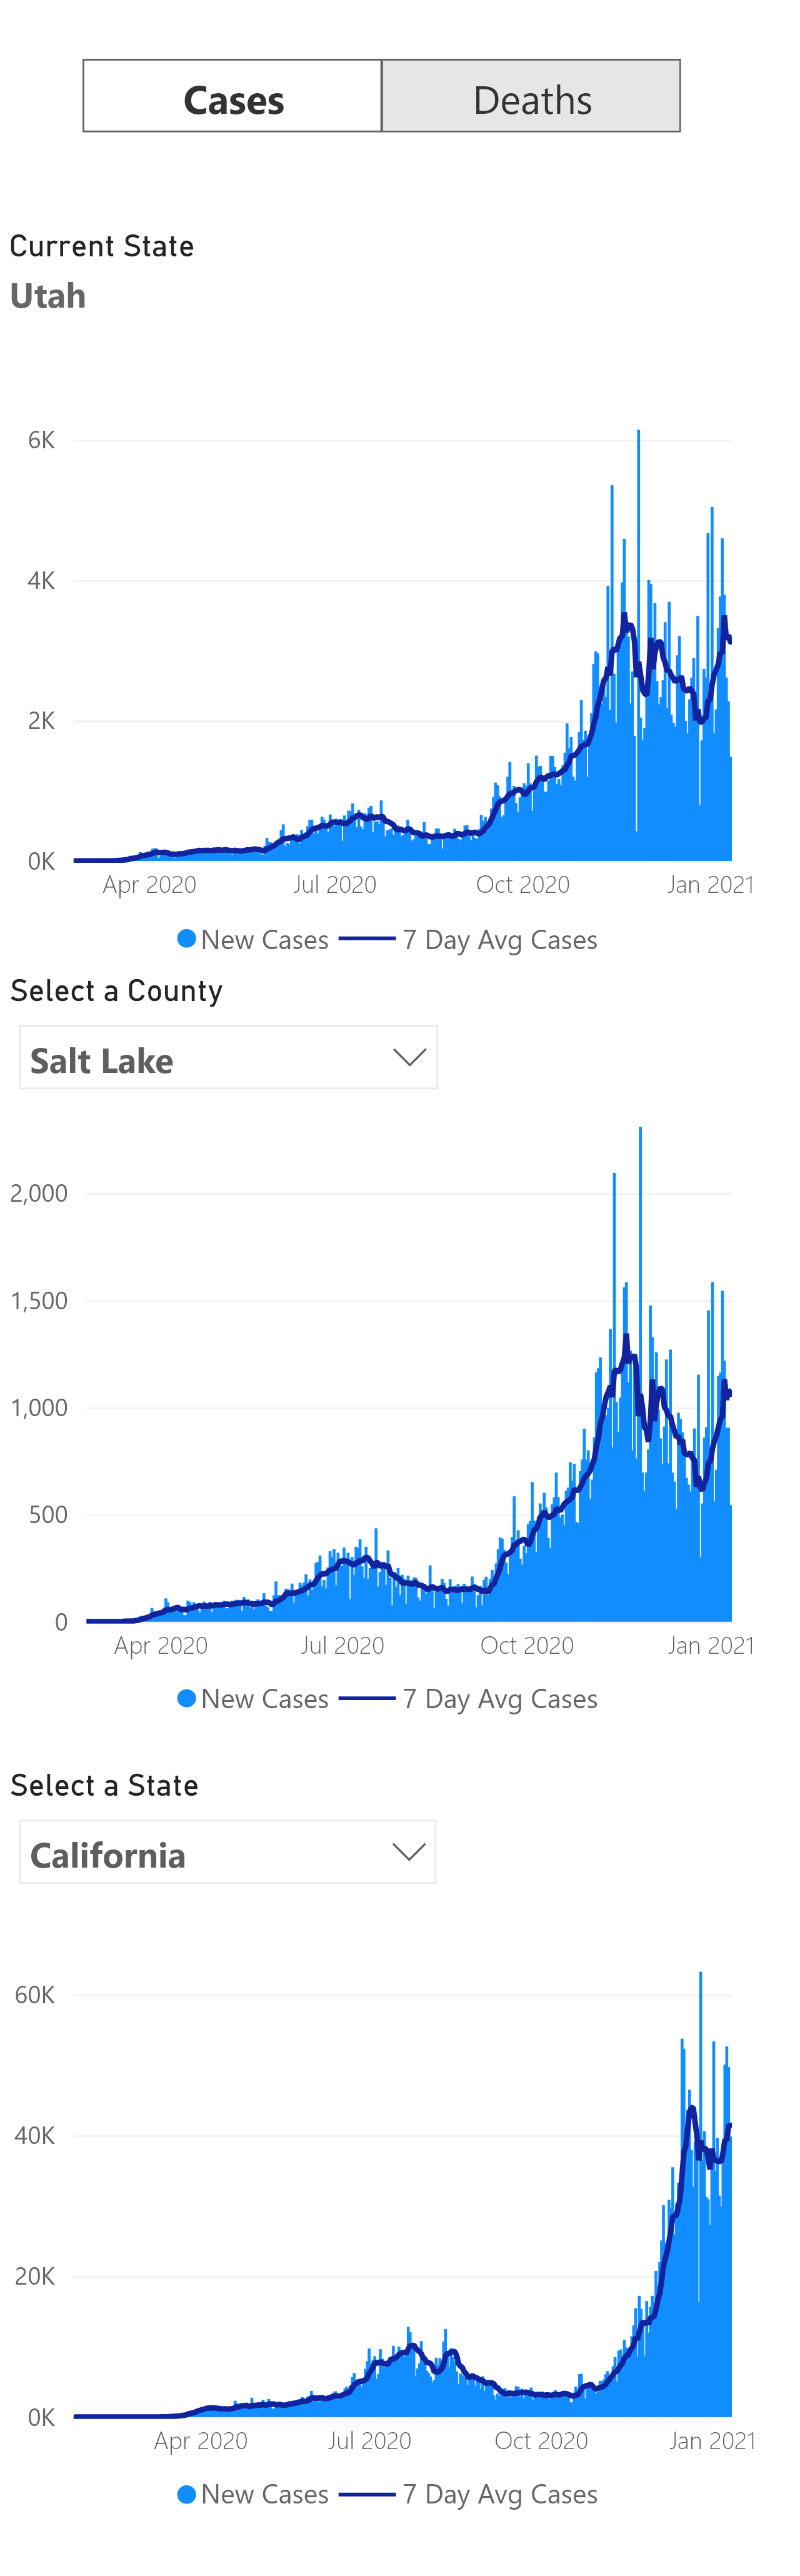 Cases Deaths
Current State
Utah
6K
4K
2K
0K
Apr 2020 Jul 2020 Oct 2020 Jan 2021
New Cases 7 Day Avg Cases
Select a County
Salt Lake
2,000
1,500
1,000
500
0
Apr 2020 Jul 2020 Oct 2020 Jan 2021
New Cases 7 Day Avg Cases
Select a State
California
60K
40K
20K
0K
Apr 2020 Jul 2020 Oct 2020 Jan 2021
New Cases 7 Day Avg Cases